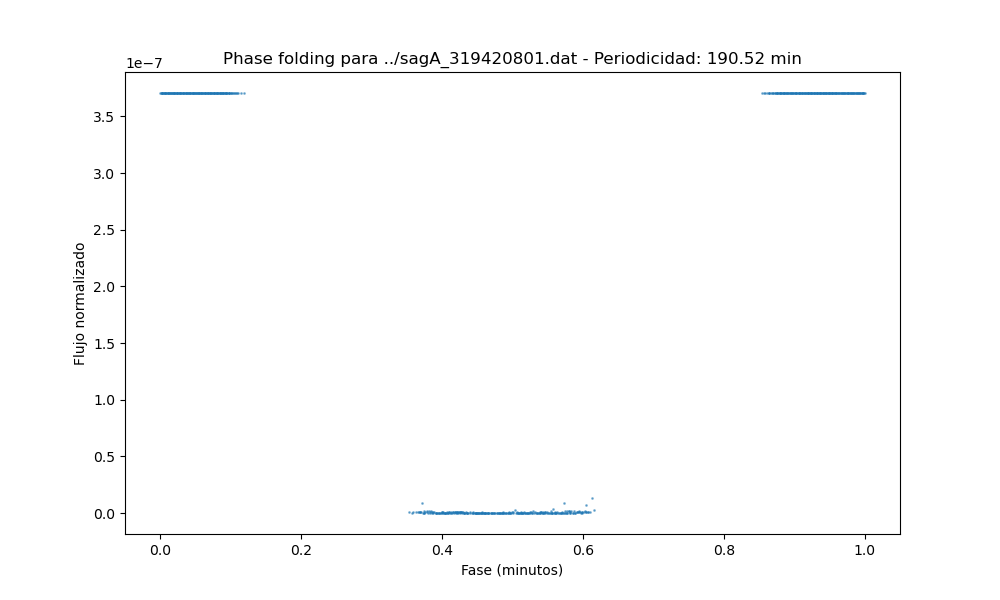 Phase folding para ../sagA_319420801.dat - Periodicidad: 190.52 min
1e−7
3.5
3.0
2.5
2.0
1.5
1.0
0.5
0.0
Flujo normalizado
0.0 0.2 0.4 0.6 0.8 1.0
Fase (minutos)